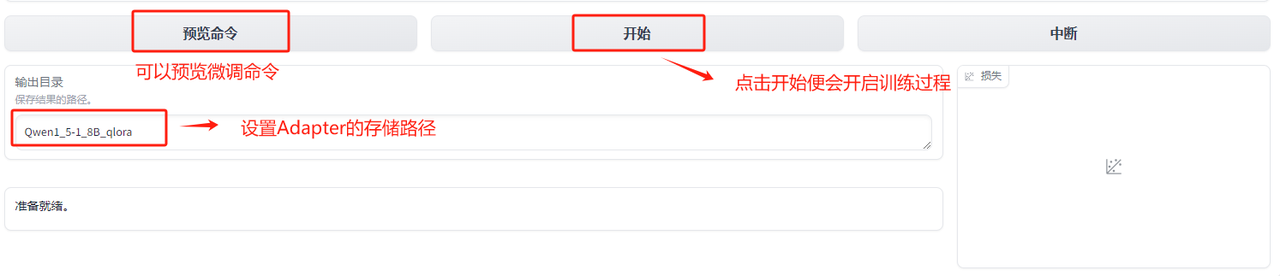 预览命令
开始
中断
可以预览微调命令
点击开始便会开启训练过程
输出目录
保存结果的路径。
Qwen1_5-1_8B_qlora
设置Adapter的存储路径
损失
准备就绪。